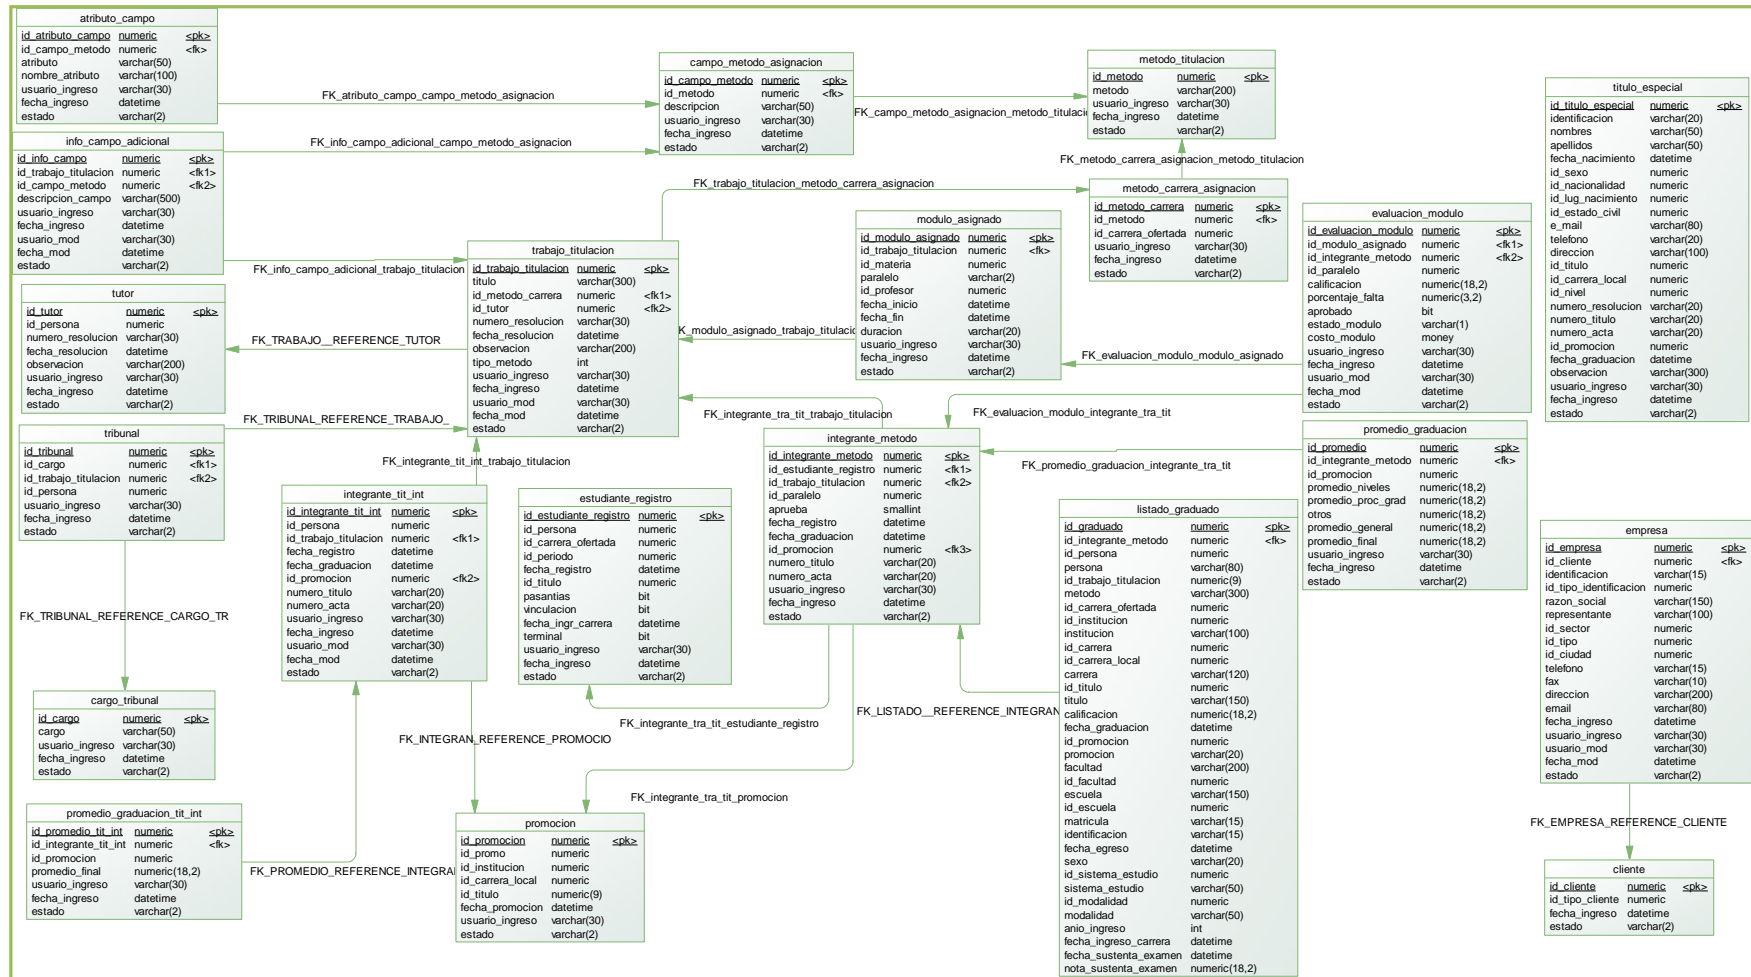 atributo_campo
id_atributo_campo numeric <pk>
id_campo_metodo numeric <fk>
atributo varchar(50)
nombre_atributo varchar(100)
usuario_ingreso varchar(30)
fecha_ingreso datetime
estado varchar(2)
FK_atributo_campo_campo_metodo_asignacion
campo_metodo_asignacion
id_campo_metodo numeric <pk>
id_metodo numeric <fk>
descripcion varchar(50)
usuario_ingreso varchar(30)
fecha_ingreso datetime
estado varchar(2)
FK_campo_metodo_asignacion_metodo_titulac
metodo_titulacion
id_metodo numeric <pk>
metodo varchar(200)
usuario_ingreso varchar(30)
fecha_ingreso datetime
estado varchar(2)
FK_metodo_carrera_asignacion_metodo_titulacion
titulo_especial
id_titulo_especial numeric <pk>
identificacion varchar(20)
nombres varchar(50)
apellidos varchar(50)
fecha_nacimiento datetime
id_sexo numeric
id_nacionalidad numeric
id_lug_nacimiento numeric
id_estado_civil numeric
e_mail varchar(80)
telefono varchar(20)
direccion varchar(100)
id_titulo numeric
id_carrera_local numeric
id_nivel numeric
numero_resolucion varchar(20)
numero_titulo varchar(20)
numero_acta varchar(20)
id_promocion numeric
fecha_graduacion datetime
observacion varchar(300)
usuario_ingreso varchar(30)
fecha_ingreso datetime
estado varchar(2)
info_campo_adicional
id_info_campo numeric <pk>
id_trabajo_titulacion numeric <fk1>
id_campo_metodo numeric <fk2>
descripcion_campo varchar(500)
usuario_ingreso varchar(30)
fecha_ingreso datetime
usuario_mod varchar(30)
fecha_mod datetime
estado varchar(2)
FK_info_campo_adicional_campo_metodo_asignacion
FK_info_campo_adicional_trabajo_titulacion
FK_trabajo_titulacion_metodo_carrera_asignacion
metodo_carrera_asignacion
id_metodo_carrera numeric <pk>
id_metodo numeric <fk>
id_carrera_ofertada numeric
usuario_ingreso varchar(30)
fecha_ingreso datetime
estado varchar(2)
trabajo_titulacion
id_trabajo_titulacion numeric <pk>
titulo varchar(300)
id_metodo_carrera numeric <fk1>
id_tutor numeric <fk2>
numero_resolucion varchar(30)
fecha_resolucion datetime
observacion varchar(200)
tipo_metodo int
usuario_ingreso varchar(30)
fecha_ingreso datetime
usuario_mod varchar(30)
fecha_mod datetime
estado varchar(2)
modulo_asignado
id_modulo_asignado numeric <pk>
id_trabajo_titulacion numeric <fk>
id_materia numeric
paralelo varchar(2)
id_profesor numeric
fecha_inicio datetime
fecha_fin datetime
duracion varchar(20)
usuario_ingreso varchar(30)
fecha_ingreso datetime
estado varchar(2)
K_modulo_asignado_trabajo_titulac
evaluacion_modulo
id_evaluacion_modulo numeric <pk>
id_modulo_asignado numeric <fk1>
id_integrante_metodo numeric <fk2>
id_paralelo numeric
calificacion numeric(18,2)
porcentaje_falta numeric(3,2)
aprobado bit
estado_modulo varchar(1)
costo_modulo money
usuario_ingreso varchar(30)
fecha_ingreso datetime
usuario_mod varchar(30)
fecha_mod datetime
estado varchar(2)
FK_evaluacion_modulo_modulo_asignado
FK_evaluacion_modulo_integrante_tra_tit
tutor
id_tutor numeric <pk>
id_persona numeric
numero_resolucion varchar(30)
fecha_resolucion datetime
observacion varchar(200)
usuario_ingreso varchar(30)
fecha_ingreso datetime
estado varchar(2)
FK_TRABAJO__REFERENCE_TUTOR
tribunal
id_tribunal numeric <pk>
id_cargo numeric <fk1>
id_trabajo_titulacion numeric <fk2>
id_persona numeric
usuario_ingreso varchar(30)
fecha_ingreso datetime
estado varchar(2)
FK_TRIBUNAL_REFERENCE_TRABAJO_
FK_TRIBUNAL_REFERENCE_CARGO_TR
FK_integrante_tit_int_trabajo_titulacion
FK_integrante_tra_tit_trabajo_titulacion
integrante_tit_int
id_integrante_tit_int numeric <pk>
id_persona numeric
id_trabajo_titulacion numeric <fk1>
fecha_registro datetime
fecha_graduacion datetime
id_promocion numeric <fk2>
numero_titulo varchar(20)
numero_acta varchar(20)
usuario_ingreso varchar(30)
fecha_ingreso datetime
usuario_mod varchar(30)
fecha_mod datetime
estado varchar(2)
estudiante_registro
id_estudiante_registro numeric <pk>
id_persona numeric
id_carrera_ofertada numeric
id_periodo numeric
fecha_registro datetime
id_titulo numeric
pasantias bit
vinculacion bit
fecha_ingr_carrera datetime
terminal bit
usuario_ingreso varchar(30)
fecha_ingreso datetime
estado varchar(2)
integrante_metodo
id_integrante_metodo numeric <pk>
id_estudiante_registro numeric <fk1>
id_trabajo_titulacion numeric <fk2>
id_paralelo smallint
aprueba smallint
fecha_registro datetime
fecha_graduacion datetime
id_promocion numeric <fk3>
numero_titulo varchar(20)
numero_acta varchar(20)
usuario_ingreso varchar(30)
fecha_ingreso datetime
estado varchar(2)
promedio_graduacion
id_promedio numeric <pk>
id_integrante_metodo numeric <fk>
id_promocion numeric
promedio_niveles numeric(18,2)
promedio_proc_grad numeric(18,2)
otros numeric(18,2)
promedio_general numeric(18,2)
promedio_final numeric(18,2)
usuario_ingreso varchar(30)
fecha_ingreso datetime
estado varchar(2)
FK_promedio_graduacion_integrante_tra_tit
listado_graduado
id_graduado numeric <pk>
id_integrante_metodo numeric <fk>
id_persona numeric
persona varchar(80)
id_trabajo_titulacion numeric(9)
metodo varchar(300)
id_carrera_ofertada numeric
id_institucion numeric
institucion varchar(100)
id_carrera numeric
id_carrera_local numeric
carrera varchar(120)
id_titulo numeric
titulo varchar(150)
calificacion numeric(18,2)
fecha_graduacion datetime
id_promocion numeric
promocion varchar(20)
facultad varchar(200)
id_facultad numeric
escuela varchar(150)
id_escuela numeric
matricula varchar(15)
identificacion varchar(15)
fecha_egreso datetime
sexo varchar(20)
id_sistema_estudio numeric
sistema_estudio varchar(50)
id_modalidad numeric
modalidad varchar(50)
anio_ingreso int
fecha_ingreso_carrera datetime
fecha_sustenta_examen datetime
nota_sustenta_examen numeric(18,2)
empresa
id_empresa numeric <pk>
id_cliente numeric <fk>
identificacion varchar(15)
id_tipo_identificacion numeric
razon_social varchar(150)
representante varchar(100)
id_sector numeric
id_tipo numeric
id_ciudad numeric
telefono varchar(15)
fax varchar(10)
direccion varchar(200)
email varchar(80)
fecha_ingreso datetime
usuario_ingreso varchar(30)
usuario_mod varchar(30)
fecha_mod datetime
estado varchar(2)
FK_EMPRESA_REFERENCE_CLIENTE
cliente
id_cliente numeric <pk>
id_tipo_cliente numeric
fecha_ingreso datetime
estado varchar(2)
cargo_tribunal
id_cargo numeric <pk>
cargo varchar(50)
usuario_ingreso varchar(30)
fecha_ingreso datetime
estado varchar(2)
FK_integrante_tra_tit_estudiante_registro
FK_LISTADO__REFERENCE_INTEGRAN
FK_INTEGRAN_REFERENCE_PROMOCIO
FK_integrante_tra_tit_promocion
promedio_graduacion_tit_int
id_promedio_tit_int numeric <pk>
id_integrante_tit_int numeric <fk>
id_promocion numeric
promedio_final numeric(18,2)
usuario_ingreso varchar(30)
fecha_ingreso datetime
estado varchar(2)
FK_PROMEDIO_REFERENCE_INTEGRA
promocion
id_promocion numeric <pk>
id_promo numeric
id_institucion numeric
id_carrera_local numeric
id_titulo numeric(9)
fecha_promocion datetime
usuario_ingreso varchar(30)
estado varchar(2)